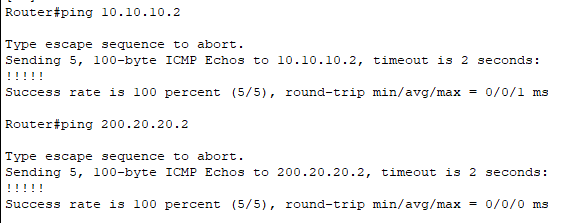 Router#ping 10.10.10.2
Type escape sequence to abort.
Sending 5, 100-byte ICMP Echos to 10.10.10.2, timeout is 2 seconds:
!!!!!
Success rate is 100 percent (5/5), round-trip min/avg/max = 0/0/1 ms
Router#ping 200.20.20.2
Type escape sequence to abort.
Sending 5, 100-byte ICMP Echos to 200.20.20.2, timeout is 2 seconds:
!!!!!
Success rate is 100 percent (5/5), round-trip min/avg/max = 0/0/0 ms